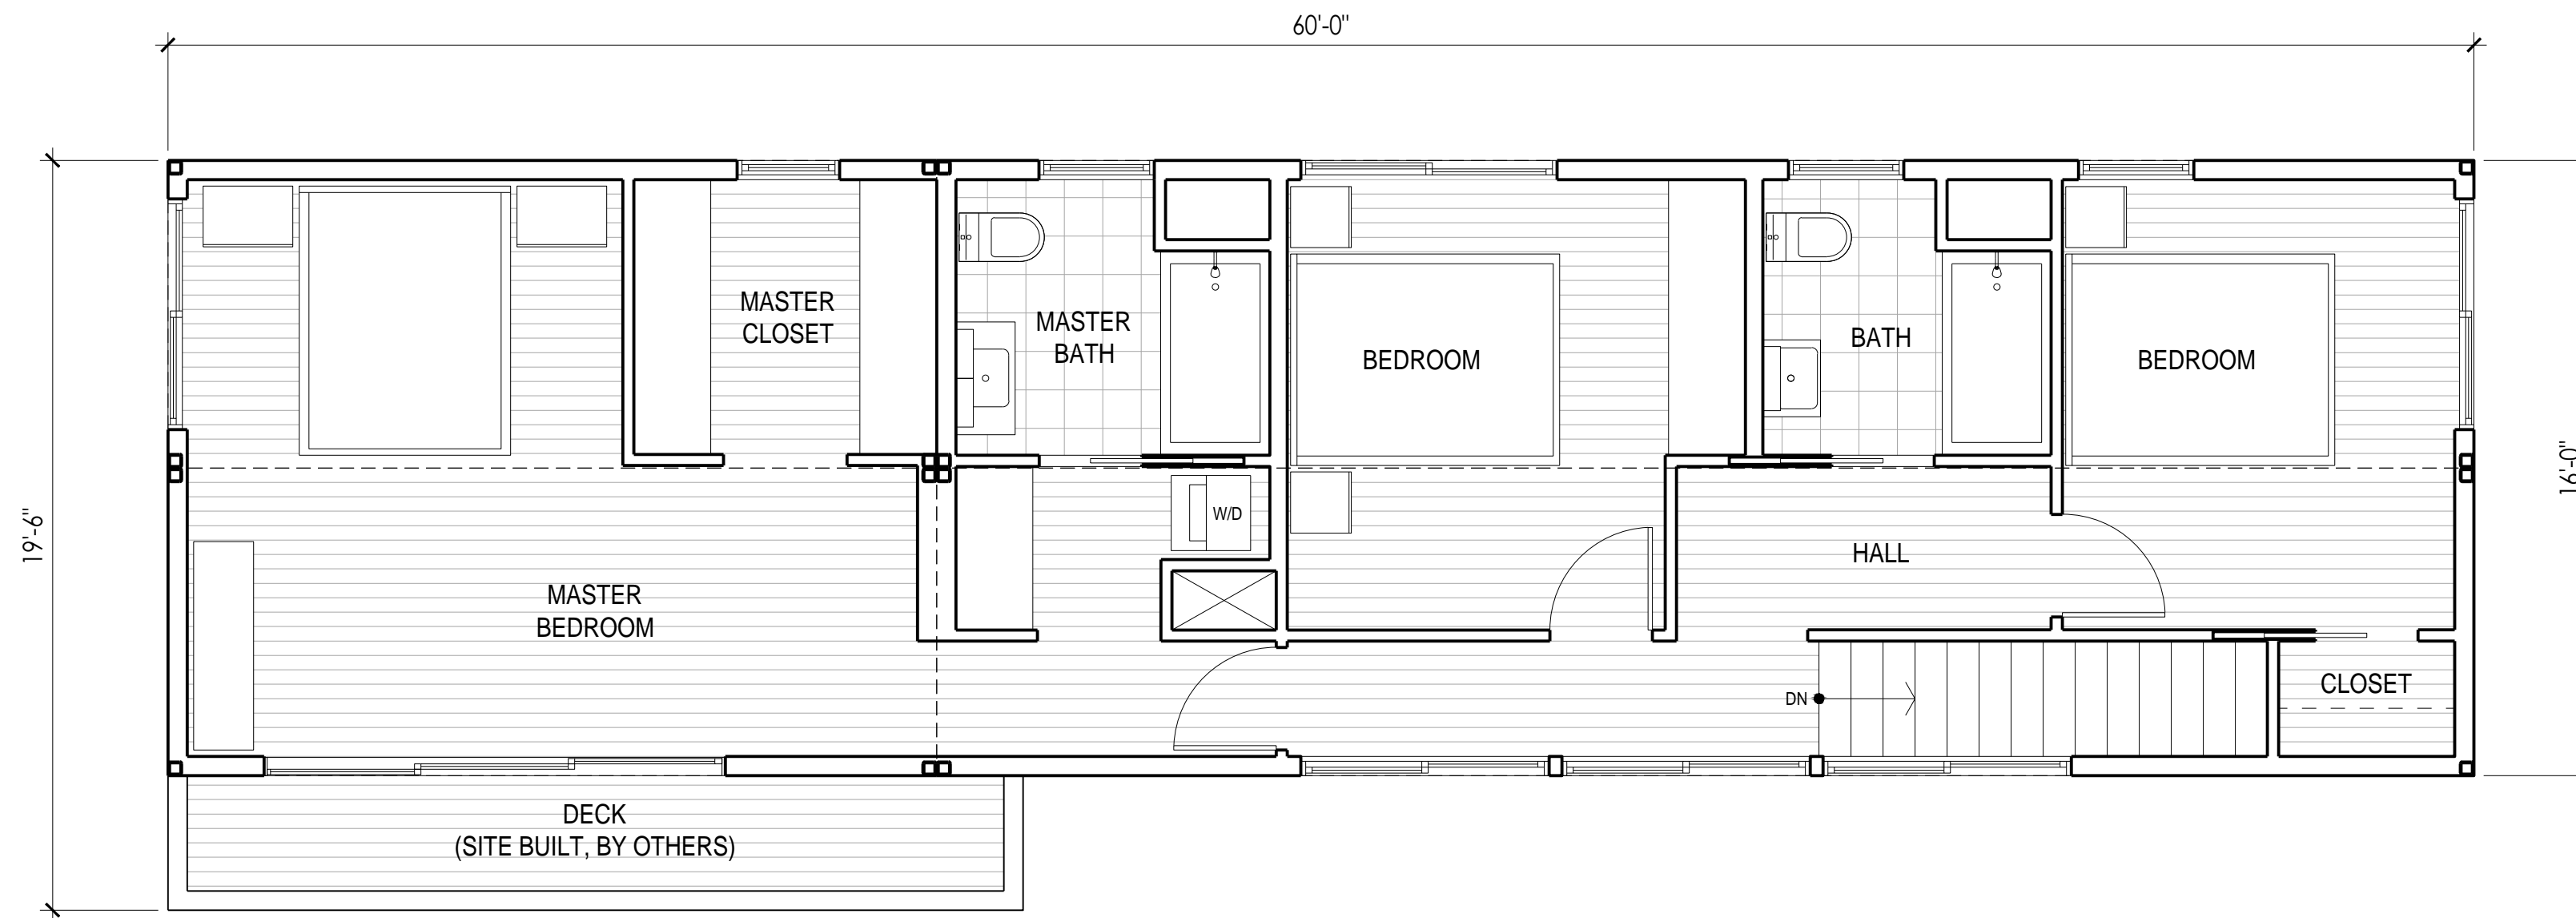 60'-0"
MASTER
CLOSET
MASTER
BATH
BEDROOM
BATH
BEDROOM
19'-6"
16'-0"
W/D
HALL
MASTER
BEDROOM
DN
CLOSET
DECK
(SITE BUILT, BY OTHERS)